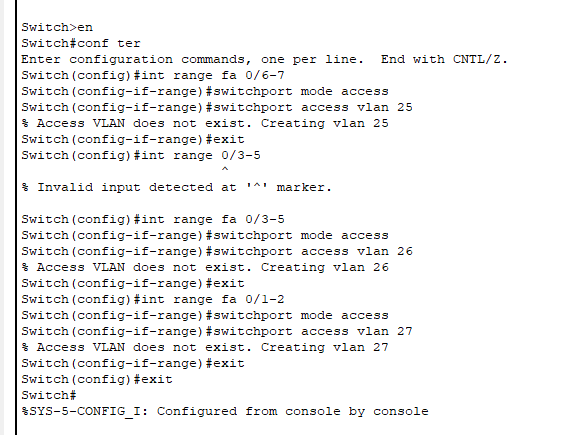 Switch>en
Switch#conf ter
Enter configuration commands, one per line.  End with CNTL/Z.
Switch(config)#int range fa 0/6-7
Switch(config-if-range)#switchport mode access
Switch(config-if-range)#switchport access vlan 25
% Access VLAN does not exist. Creating vlan 25
Switch(config-if-range)#exit
Switch(config)#int range 0/3-5
^
% Invalid input detected at '^' marker.
Switch(config)#int range fa 0/3-5
Switch(config-if-range)#switchport mode access
Switch(config-if-range)#switchport access vlan 26
% Access VLAN does not exist. Creating vlan 26
Switch(config-if-range)#exit
Switch(config)#int range fa 0/1-2
Switch(config-if-range)#switchport mode access
Switch(config-if-range)#switchport access vlan 27
% Access VLAN does not exist. Creating vlan 27
Switch(config-if-range)#exit
Switch(config)#exit
Switch#
%SYS-5-CONFIG_I: Configured from console by console